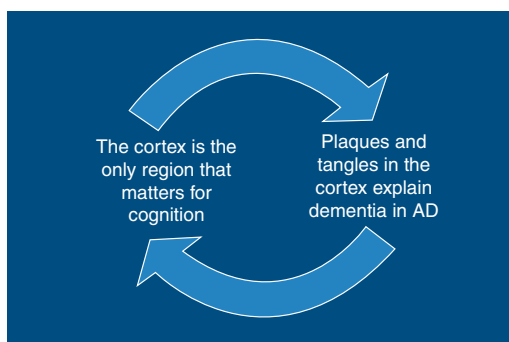 The cortex is the
only region that
matters for
cognition
Plaques and
tangles in the
cortex explain
dementia in AD